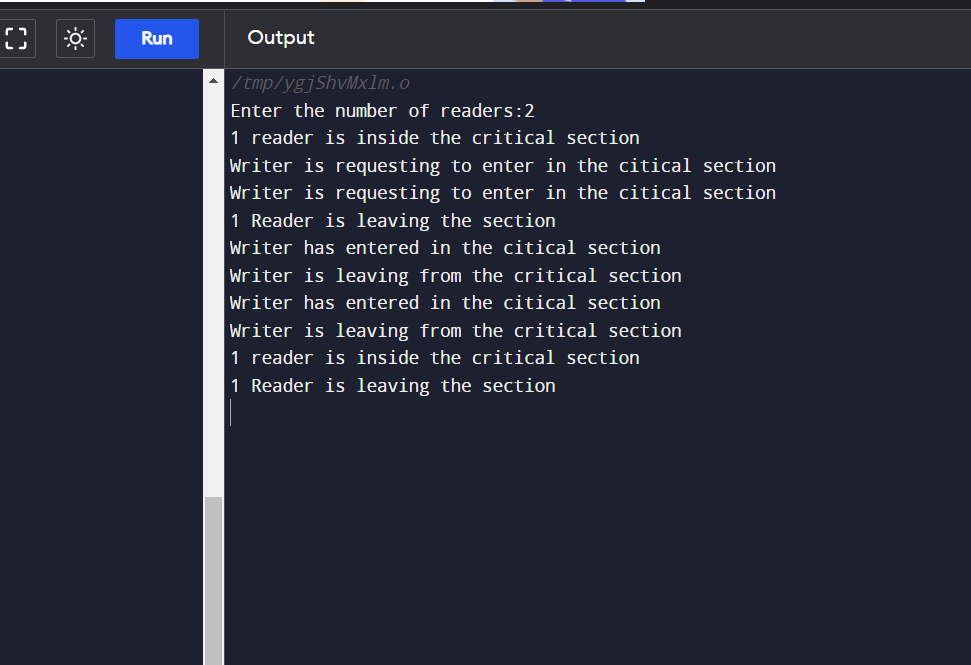 Run
Output
/tmp/ygjShvMxlm.o
Enter the number of readers:2
1 reader is inside the critical section
Writer is requesting to enter in the citical section
Writer is requesting to enter in the citical section
1 Reader is leaving the section
Writer has entered in the citical section
Writer is leaving from the critical section
Writer has entered in the citical section
Writer is leaving from the critical section
1 reader is inside the critical section
1 Reader is leaving the section